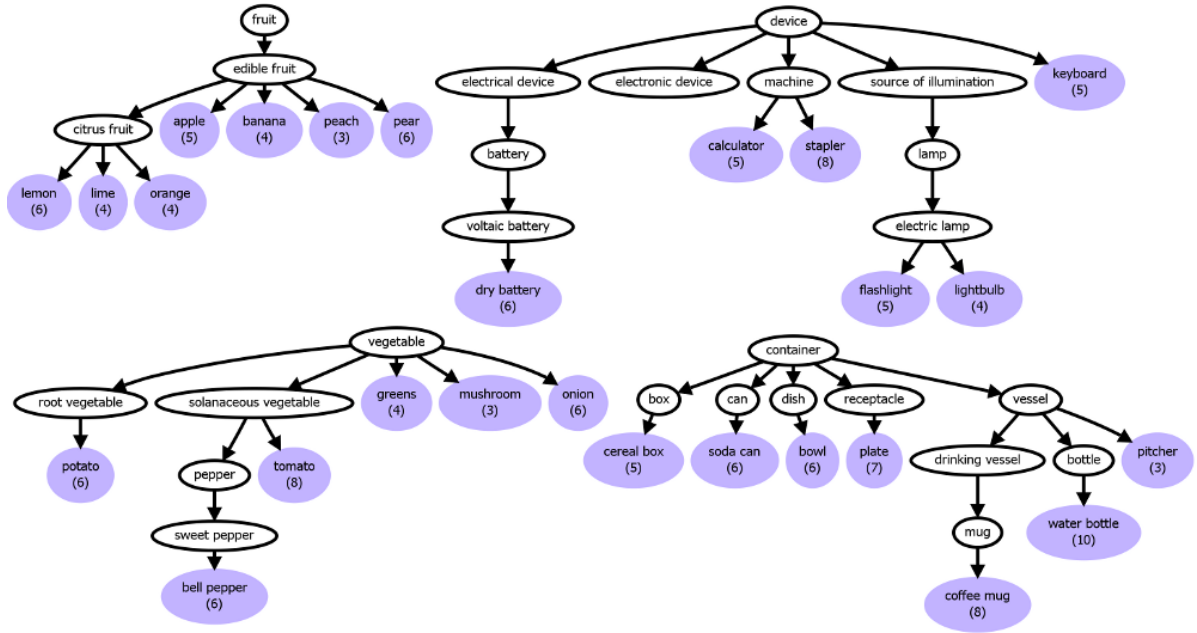 fruit
edible fruit
citrus fruit
apple
(5)
banana
(4)
peach
(3)
pear
(6)
lemon
(6)
lime
(4)
orange
(4)
device
electrical device
electronic device
machine
source of illumination
keyboard
(5)
battery
calculator
(5)
stapler
(8)
lamp
voltaic battery
electric lamp
dry battery
(6)
flashlight
(5)
lightbulb
(4)
vegetable
root vegetable
solanaceous vegetable
greens
(4)
mushroom
(3)
onion
(6)
potato
(6)
pepper
tomato
(8)
sweet pepper
bell pepper
(6)
container
box
can
dish
receptacle
vessel
cereal box
(5)
soda can
(6)
bowl
(6)
plate
(7)
drinking vessel
bottle
pitcher
(3)
mug
water bottle
(10)
coffee mug
(8)